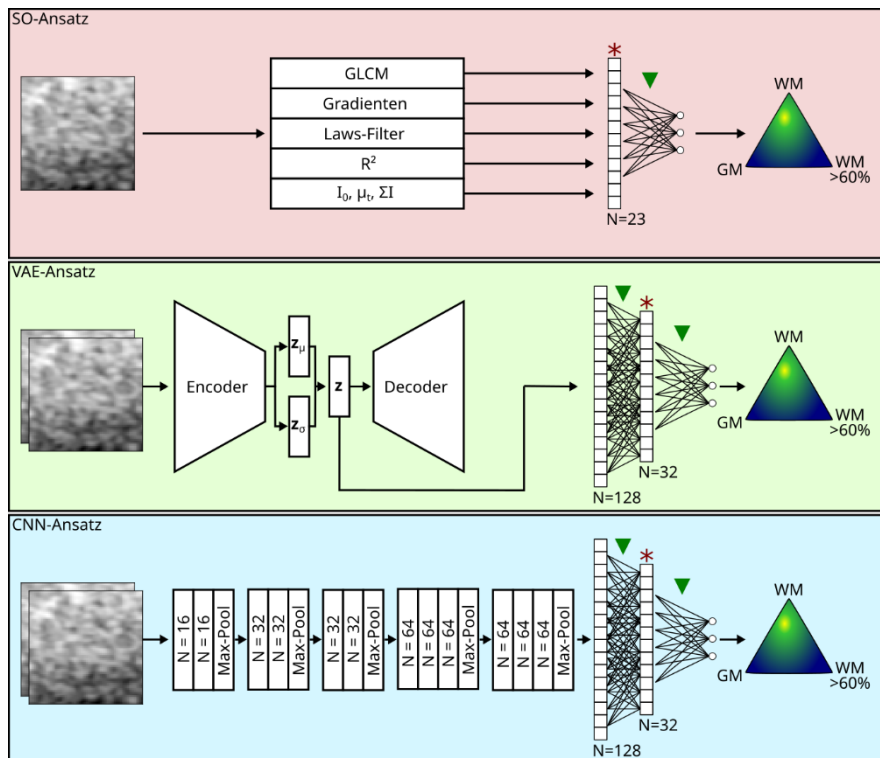 SO-Ansatz
GLCM
Gradienten
Laws-Filter
R²
I₀, μₜ, ΣI
*
N=23
WM
GM
WM
>60%
VAE-Ansatz
Encoder
z_μ
z_σ
z
Decoder
*
N=32
N=128
WM
GM
WM
>60%
CNN-Ansatz
N = 16
N = 16
Max-Pool
N = 32
N = 32
Max-Pool
N = 32
N = 32
Max-Pool
N = 64
N = 64
N = 64
Max-Pool
N = 64
N = 64
N = 64
Max-Pool
*
N=32
N=128
WM
GM
WM
>60%